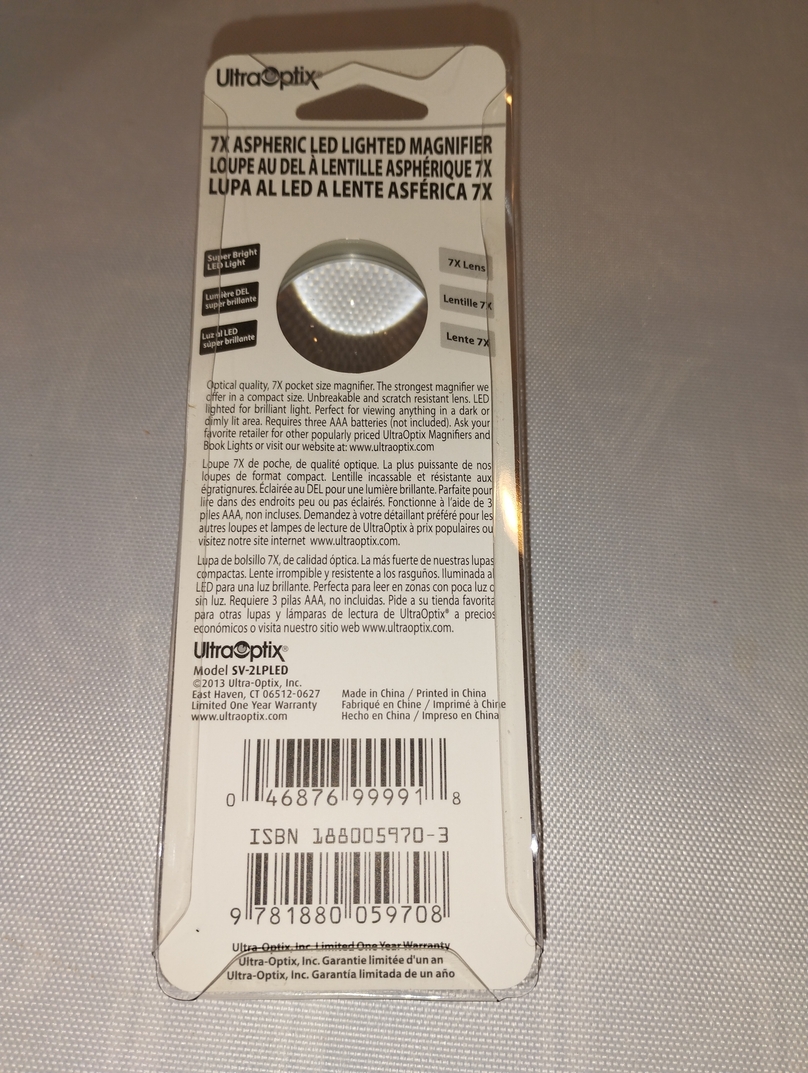 UltraOptix®
7X ASPHERIC LED LIGHTED MAGNIFIER
LOUPE AU DEL À LENTILLE ASPHÉRIQUE 7X
LUPA AL LED A LENTE ASFÉRICA 7X
Super Bright
LED Light
Lumière DEL
super brillante
Luz al LED
súper brillante
7X Lens
Lentille 7X
Lente 7X
Optical quality, 7X pocket size magnifier. The strongest magnifier we
offer in a compact size. Unbreakable and scratch resistant lens. LED
lighted for brilliant light. Perfect for viewing anything in a dark or
dimly lit area. Requires three AAA batteries (not included). Ask your
favorite retailer for other popularly priced UltraOptix Magnifiers and
Book Lights or visit our website at: www.ultraoptix.com
Loupe 7X de poche, de qualité optique. La plus puissante de nos
loupes de format compact. Lentille incassable et résistante aux
égratignures. Éclairée au DEL pour une lumière brillante. Parfaite pour
lire dans des endroits peu ou pas éclairés. Fonctionne à l'aide de 3
piles AAA, non incluses. Demandez à votre détaillant préféré pour les
autres loupes et lampes de lecture de UltraOptix à prix populaires ou
visitez notre site internet www.ultraoptix.com.
Lupa de bolsillo 7X, de calidad óptica. La más fuerte de nuestras lupas
compactas. Lente irrompible y resistente a los rasguños. Iluminada al
LED para una luz brillante. Perfecta para leer en zonas con poca luz o
sin luz. Requiere 3 pilas AAA, no incluidas. Pide a su tienda favorita
para otras lupas y lámparas de lectura de UltraOptix® a precios
económicos o visita nuestro sitio web www.ultraoptix.com.
UltraOptix®
Model SV-2LPLED
©2013 Ultra-Optix, Inc.
East Haven, CT 06512-0627
Limited One Year Warranty
www.ultraoptix.com
Made in China / Printed in China
Fabriqué en Chine / Imprimé à Chine
Hecho en China / Impreso en China
0 46876 99991 8
ISBN 188005970-3
9 781880 059708
Ultra-Optix, Inc. Limited One Year Warranty
Ultra-Optix, Inc. Garantie limitée d'un an
Ultra-Optix, Inc. Garantía limitada de un año